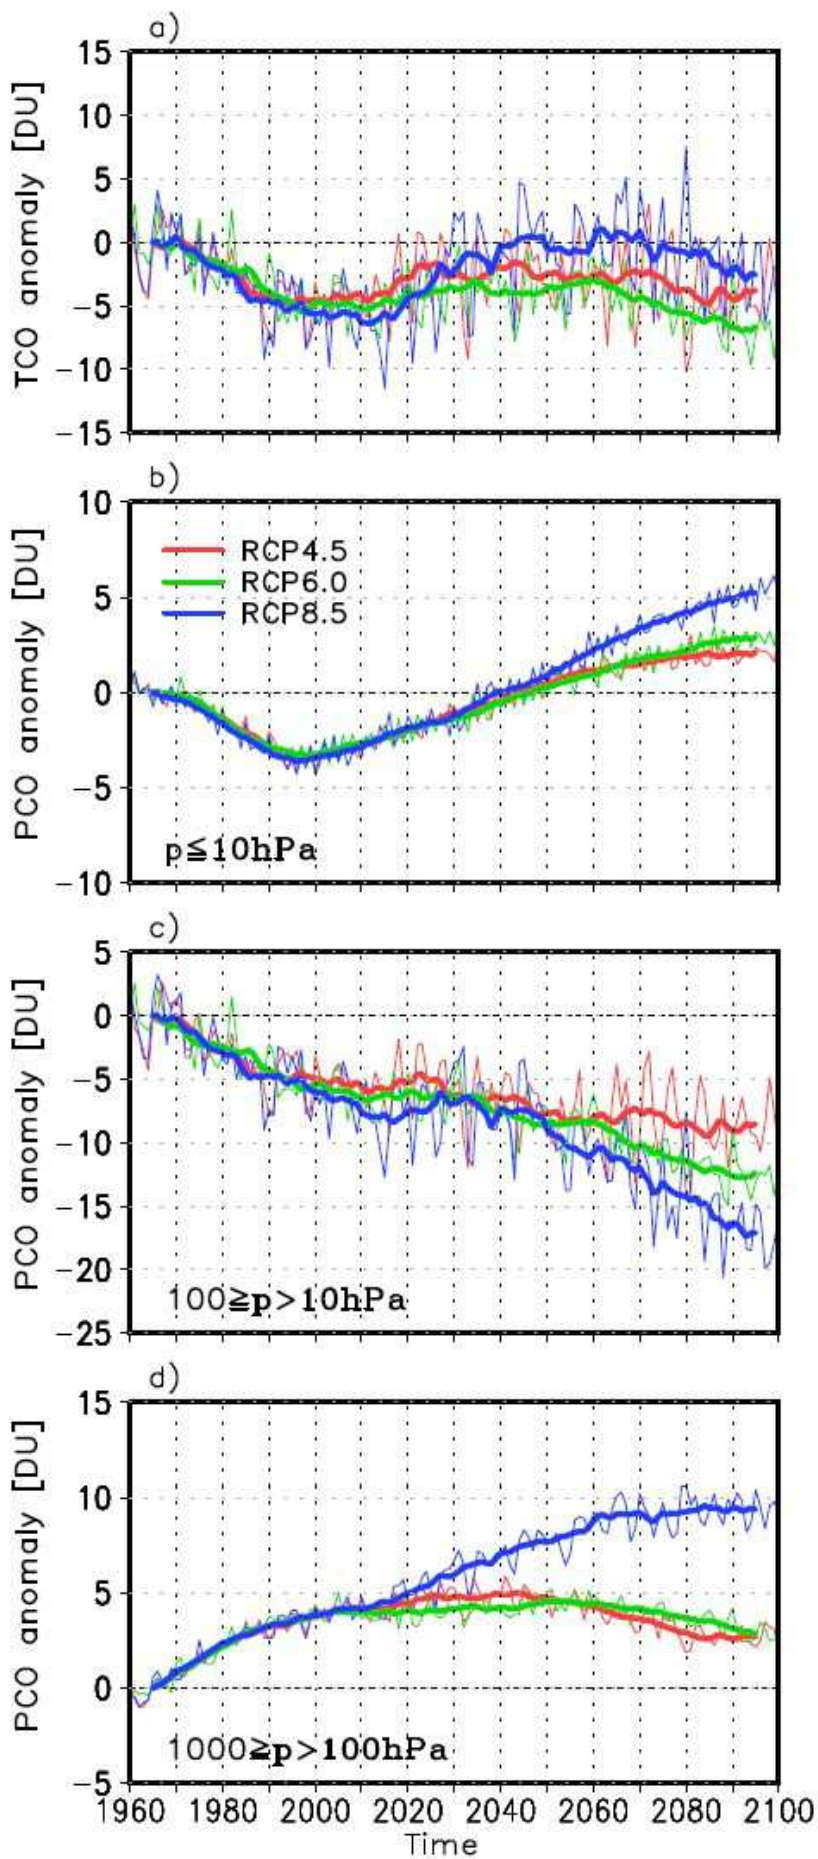 a)
15
10
5
0
−5
−10
−15
TCO anomaly [DU]
b)
10
5
0
−5
−10
PCO anomaly [DU]
RCP4.5
RCP6.0
RCP8.5
p≦10hPa
c)
5
0
−5
−10
−15
−20
−25
PCO anomaly [DU]
100≧p>10hPa
d)
15
10
5
0
−5
PCO anomaly [DU]
1000≧p>100hPa
1960 1980 2000 2020 2040 2060 2080 2100
Time